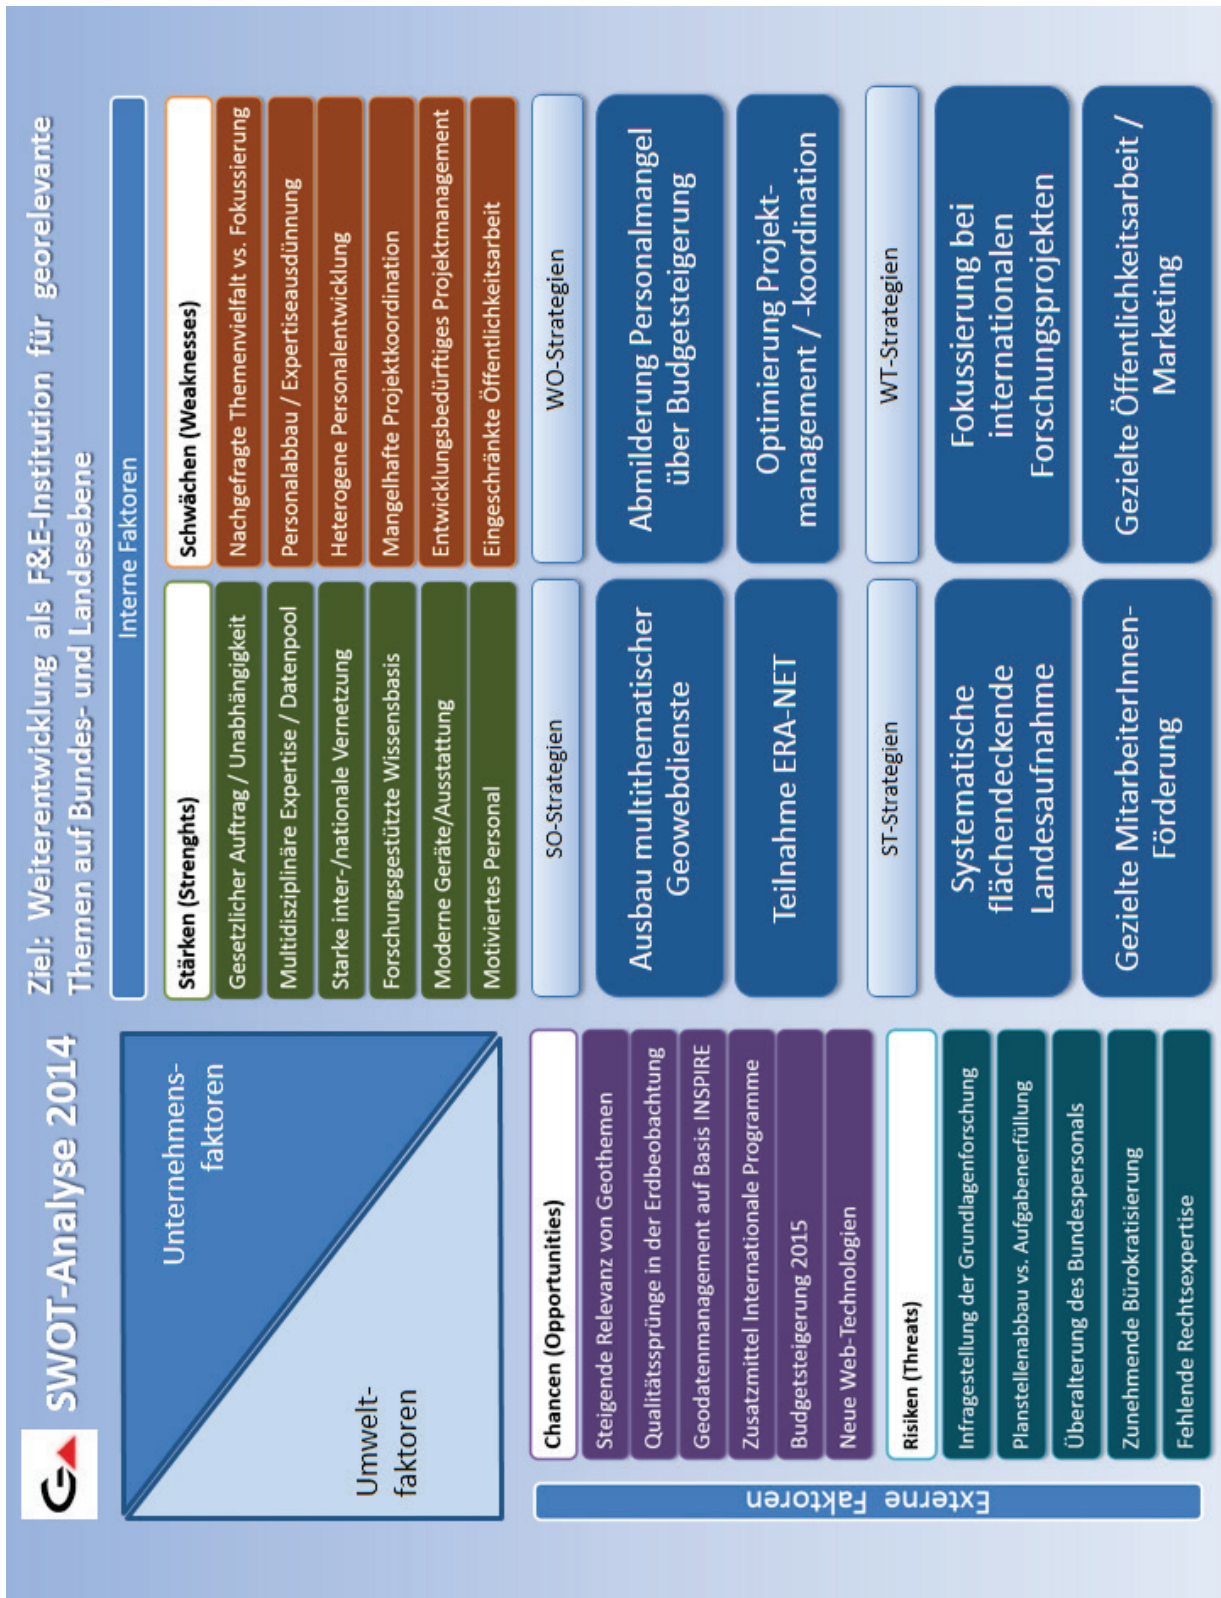 GA
SWOT-Analyse 2014
Ziel: Weiterentwicklung als F&E-Institution für georelevante
Themen auf Bundes- und Landesebene
Unternehmens-
faktoren
Umwelt-
faktoren
Interne Faktoren
Stärken (Strenghts)
Gesetzlicher Auftrag / Unabhängigkeit
Multidisziplinäre Expertise / Datenpool
Starke inter-/nationale Vernetzung
Forschungsgestützte Wissensbasis
Moderne Geräte/Ausstattung
Motiviertes Personal
Schwächen (Weaknesses)
Nachgefragte Themenvielfalt vs. Fokussierung
Personalabbau / Expertiseausdünnung
Heterogene Personalentwicklung
Mangelhafte Projektkoordination
Entwicklungsbedürftiges Projektmanagement
Eingeschränkte Öffentlichkeitsarbeit
Externe Faktoren
Chancen (Opportunities)
Steigende Relevanz von Geothemen
Qualitätssprünge in der Erdbeobachtung
Geodatenmanagement auf Basis INSPIRE
Zusatzmittel Internationale Programme
Budgetsteigerung 2015
Neue Web-Technologien
SO-Strategien
Ausbau multithematischer
Geowebdienste
Teilnahme ERA-NET
WO-Strategien
Abmilderung Personalmangel
über Budgetsteigerung
Optimierung Projekt-
management / -koordination
Risiken (Threats)
Infragestellung der Grundlagenforschung
Planstellenabbau vs. Aufgabenerfüllung
Überalterung des Bundespersonals
Zunehmende Bürokratisierung
Fehlende Rechtsexpertise
ST-Strategien
Systematische
flächendeckende
Landesaufnahme
Gezielte MitarbeiterInnen-
Förderung
WT-Strategien
Fokussierung bei
internationalen
Forschungsprojekten
Gezielte Öffentlichkeitsarbeit /
Marketing